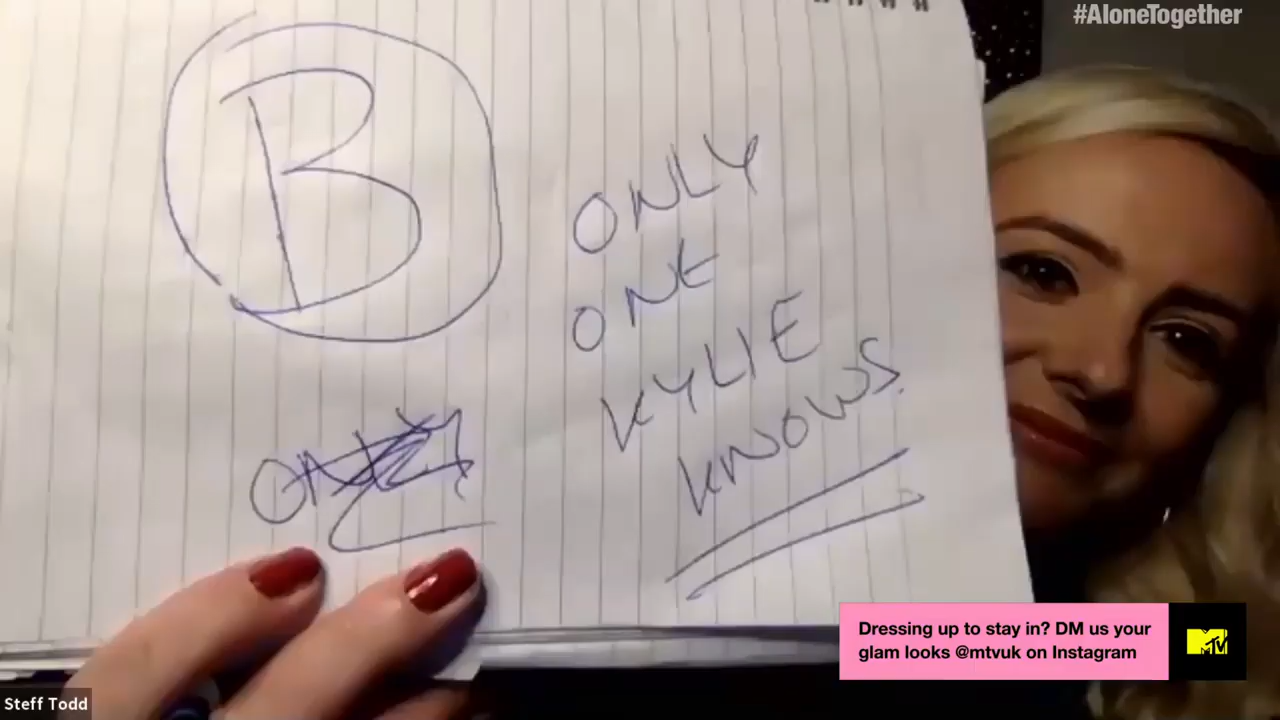 #AloneTogether
B
ONLY
ONE
KYLIE
KNOWS.
Dressing up to stay in? DM us your
glam looks @mtvuk on Instagram
MTV
Steff Todd